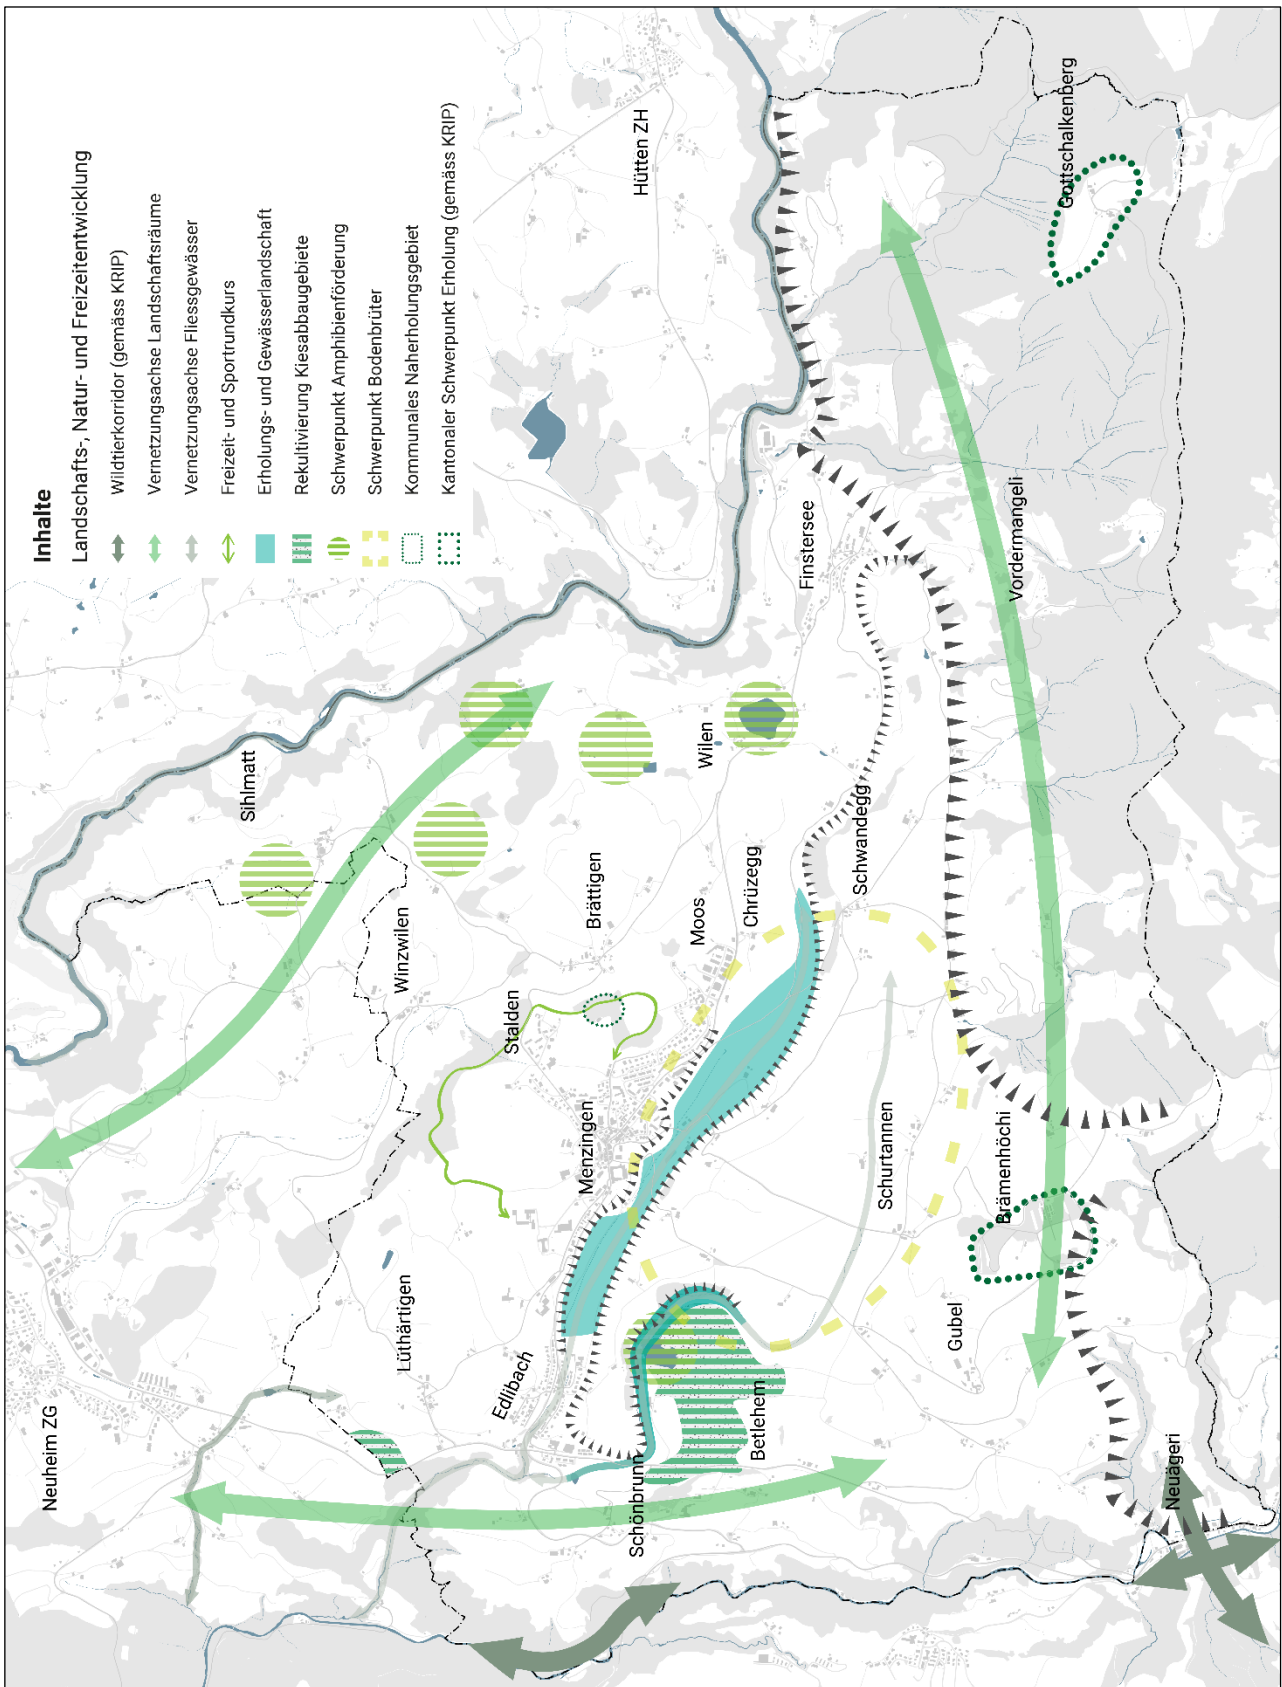 Inhalte
Landschafts-, Natur- und Freizeitentwicklung
Wildtierkorridor (gemäss KRIP)
Vernetzungsachse Landschaftsräume
Vernetzungsachse Fliessgewässer
Freizeit- und Sportrundkurs
Erholungs- und Gewässerlandschaft
Rekultivierung Kiesabbaugebiete
Schwerpunkt Amphibienförderung
Schwerpunkt Bodenbrüter
Kommunales Naherholungsgebiet
Kantonaler Schwerpunkt Erholung (gemäss KRIP)
Neuheim ZG
Sihlmatt
Winzwilen
Lüthärtigen
Stalden
Edlibach
Menzingen
Brättigen
Hütten ZH
Schönbrunn
Moos
Wilen
Betlehem
Chrüzegg
Finstersee
Schwandegg
Schurtannen
Gubel
Brämenhöchi
Vordermangeli
Gottschalkenberg
Neuägeri